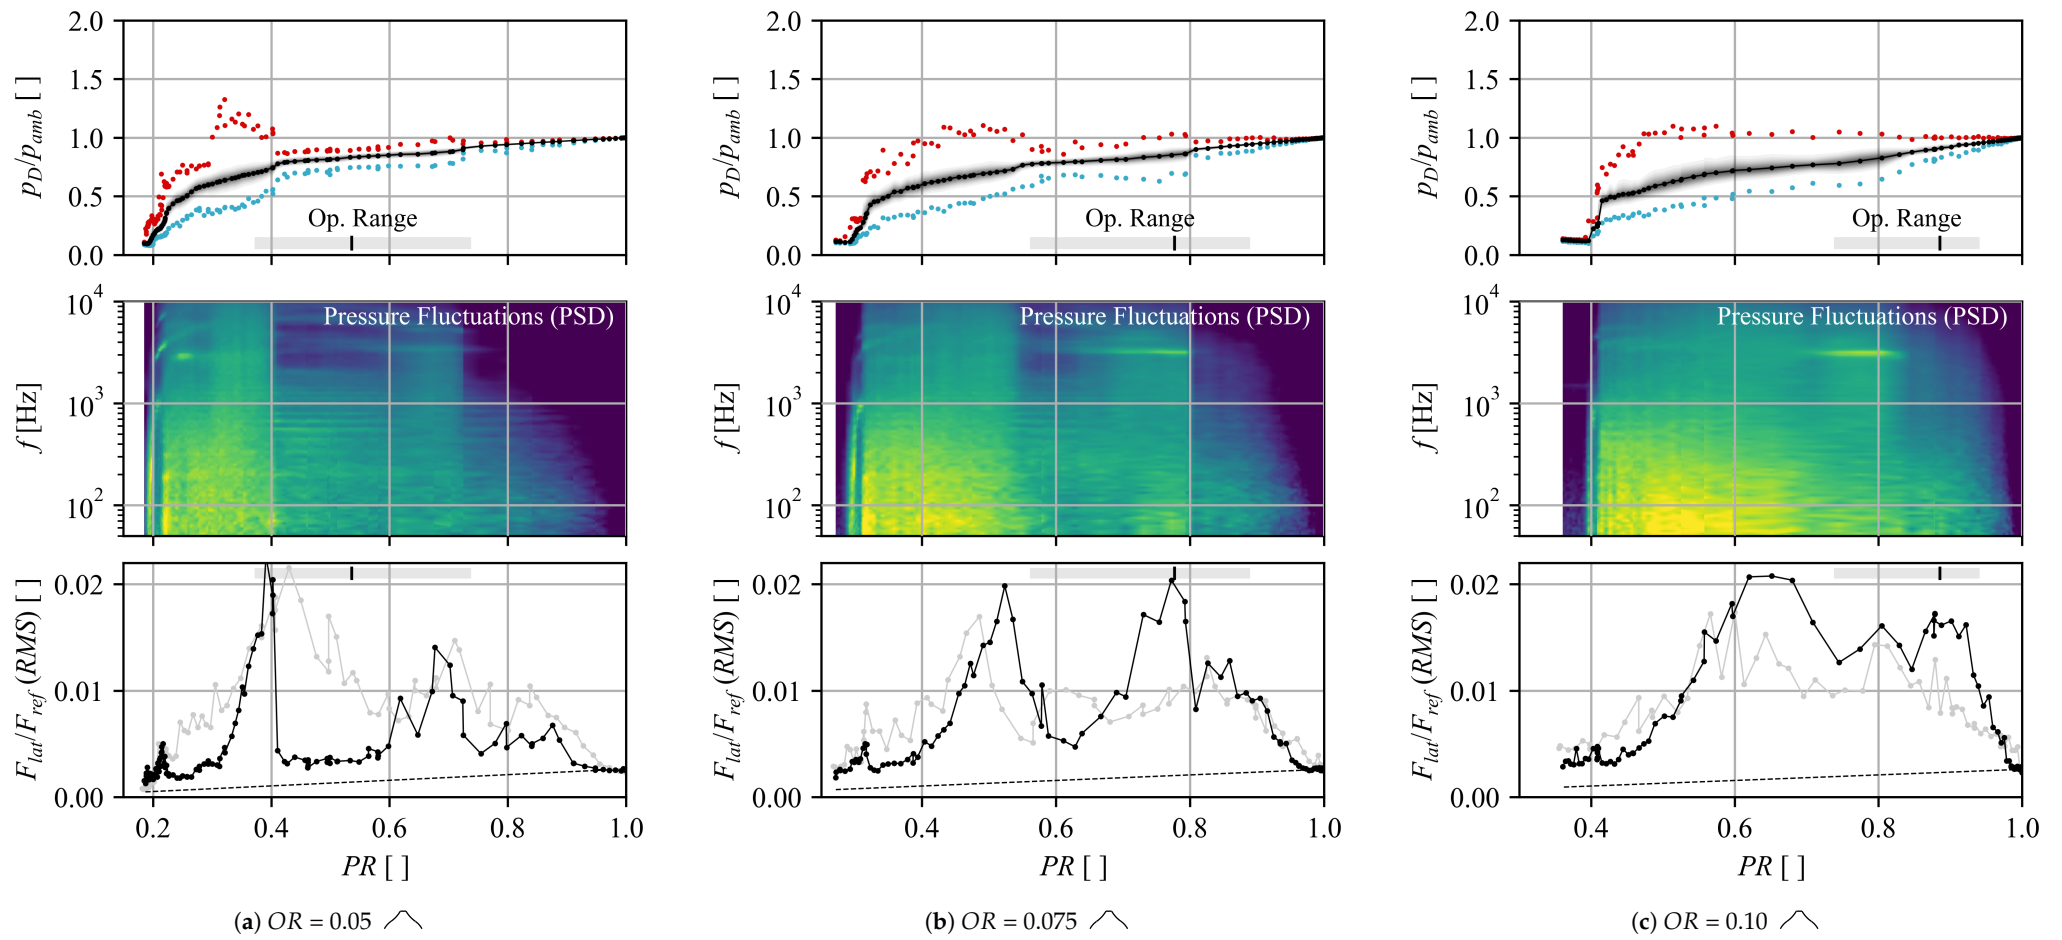 2.0
1.5
1.0
0.5
0.0
p_D/p_amb [ ]
Op. Range
10^4
10^3
10^2
f [Hz]
Pressure Fluctuations (PSD)
0.02
0.01
0.00
F_lat/F_ref (RMS) [ ]
0.2 0.4 0.6 0.8 1.0
PR [ ]
(a) OR = 0.05
2.0
1.5
1.0
0.5
0.0
p_D/p_amb [ ]
Op. Range
10^4
10^3
10^2
f [Hz]
Pressure Fluctuations (PSD)
0.02
0.01
0.00
F_lat/F_ref (RMS) [ ]
0.4 0.6 0.8 1.0
PR [ ]
(b) OR = 0.075
2.0
1.5
1.0
0.5
0.0
p_D/p_amb [ ]
Op. Range
10^4
10^3
10^2
f [Hz]
Pressure Fluctuations (PSD)
0.02
0.01
0.00
F_lat/F_ref (RMS) [ ]
0.4 0.6 0.8 1.0
PR [ ]
(c) OR = 0.10